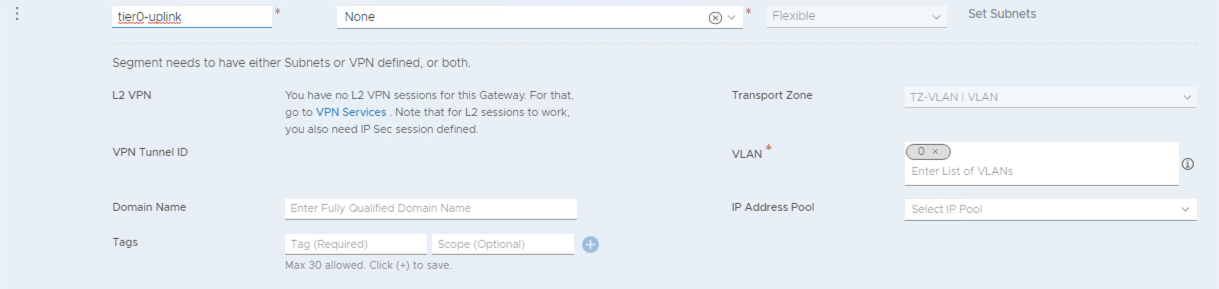 tier0-uplink * None * Flexible Set Subnets
Segment needs to have either Subnets or VPN defined, or both.
L2 VPN
You have no L2 VPN sessions for this Gateway. For that,
go to VPN Services . Note that for L2 sessions to work,
you also need IP Sec session defined.
Transport Zone
TZ-VLAN | VLAN
VPN Tunnel ID
VLAN *
0 ×
Enter List of VLANs
Domain Name
Enter Fully Qualified Domain Name
IP Address Pool
Select IP Pool
Tags
Tag (Required)
Scope (Optional)
Max 30 allowed. Click (+) to save.